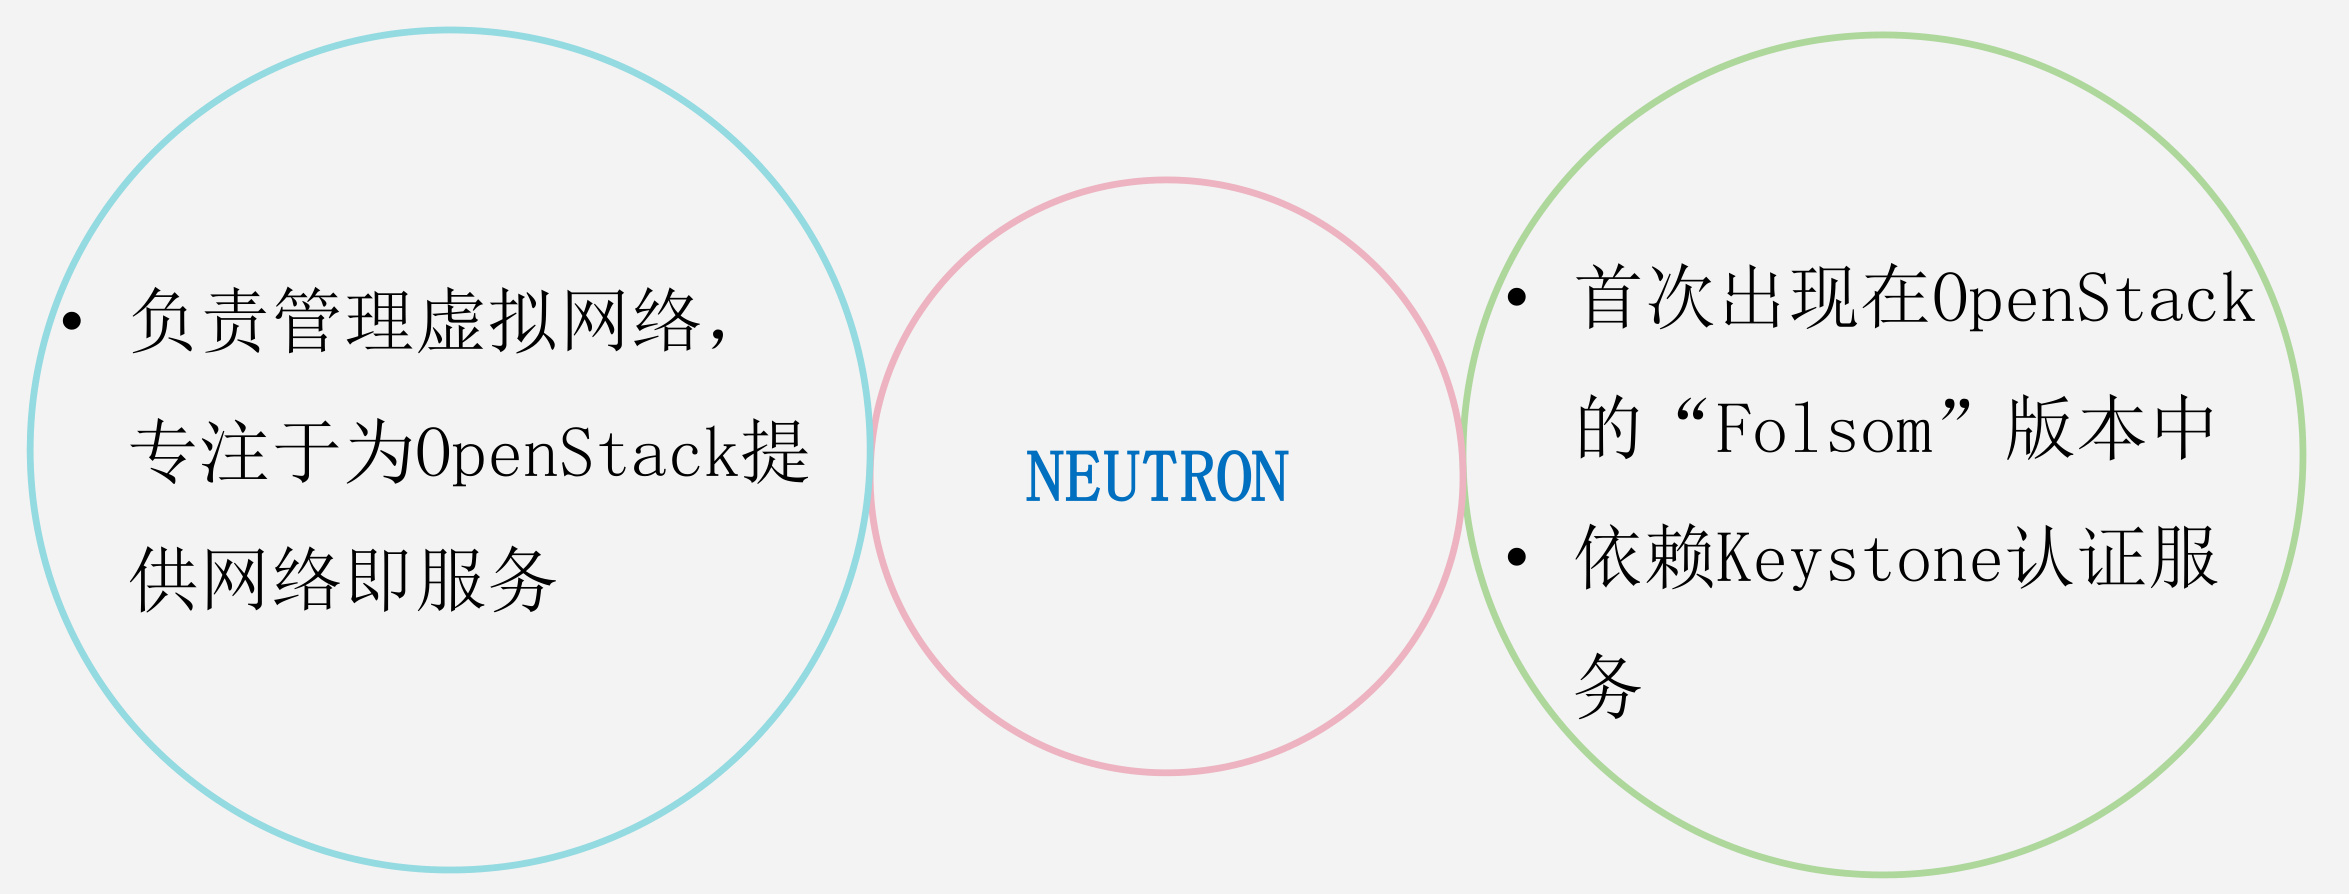 • 负责管理虚拟网络，
专注于为OpenStack提
供网络即服务
NEUTRON
• 首次出现在OpenStack
的“Folsom”版本中
• 依赖Keystone认证服
务